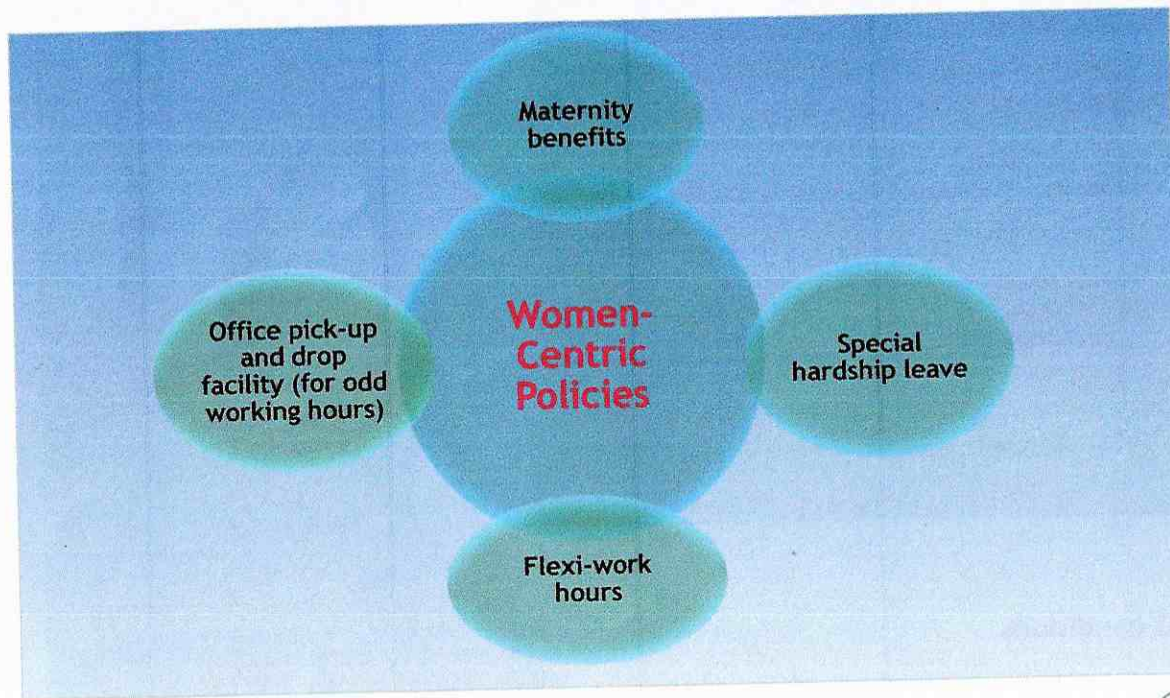 Maternity
benefits
Office pick-up
and drop
facility (for odd
working hours)
Women-
Centric
Policies
Special
hardship leave
Flexi-work
hours